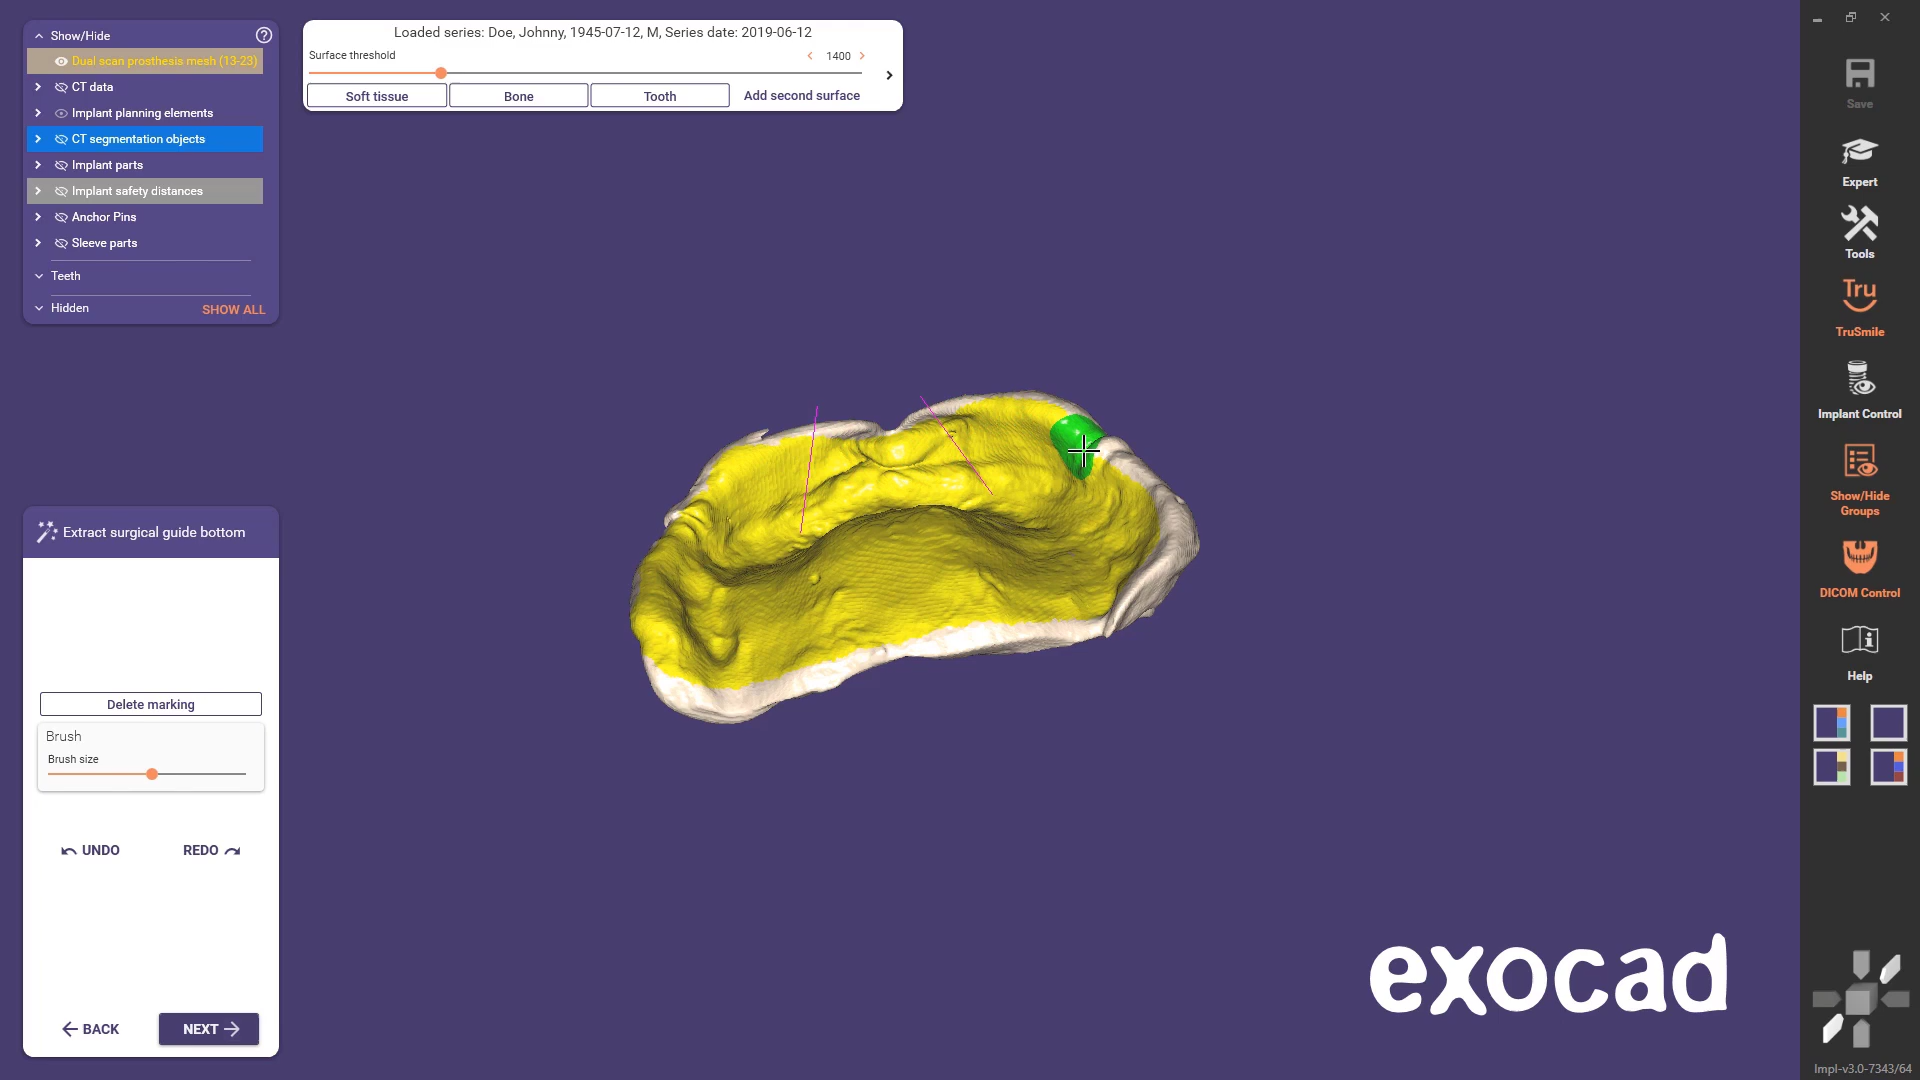 Show/Hide
Dual scan prosthesis mesh (13-23)
CT data
Implant planning elements
CT segmentation objects
Implant parts
Implant safety distances
Anchor Pins
Sleeve parts
Teeth
Hidden
SHOW ALL
Loaded series: Doe, Johnny, 1945-07-12, M, Series date: 2019-06-12
Surface threshold
1400
Soft tissue
Bone
Tooth
Add second surface
Extract surgical guide bottom
Delete marking
Brush
Brush size
UNDO
REDO
BACK
NEXT
exocad
Save
Expert
Tools
Tru
TruSmile
Implant Control
Show/Hide
Groups
DICOM Control
Help
Impl-v3.0-7343/64